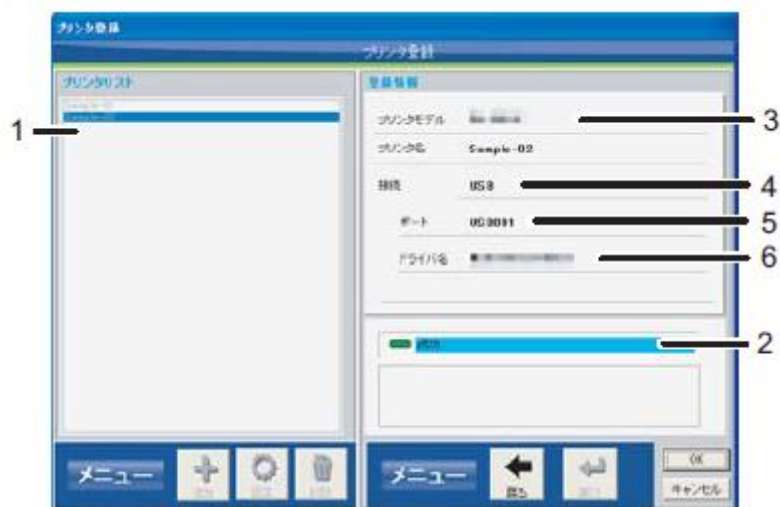 プリンタ登録
プリンタ登録
プリンタリスト
登録情報
1
プリンタモデル
3
プリンタ名 Sample-02
接続 USB
4
ポート USB001
5
ドライバ名
6
成功
2
メニュー
メニュー
戻る
OK
キャンセル